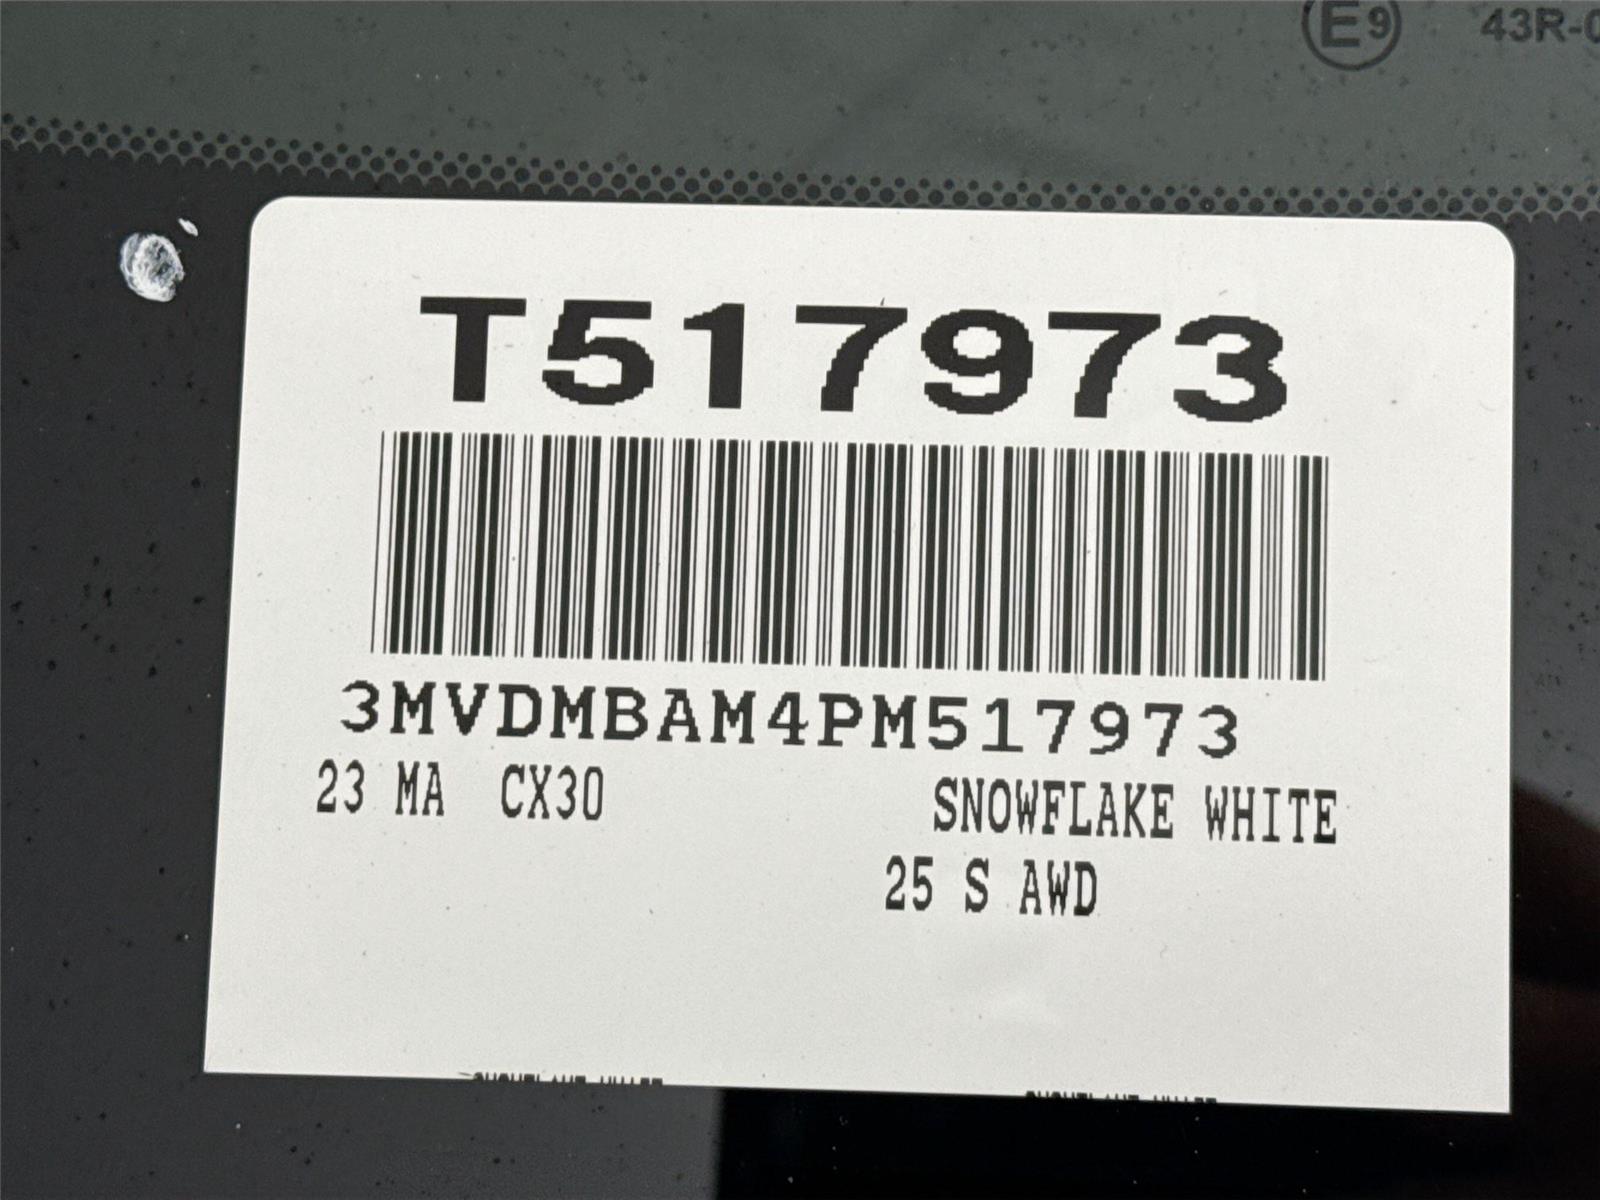 E9 43R-0
T517973
3MVDMBAM4PM517973
23 MA CX30 SNOWFLAKE WHITE
25 S AWD